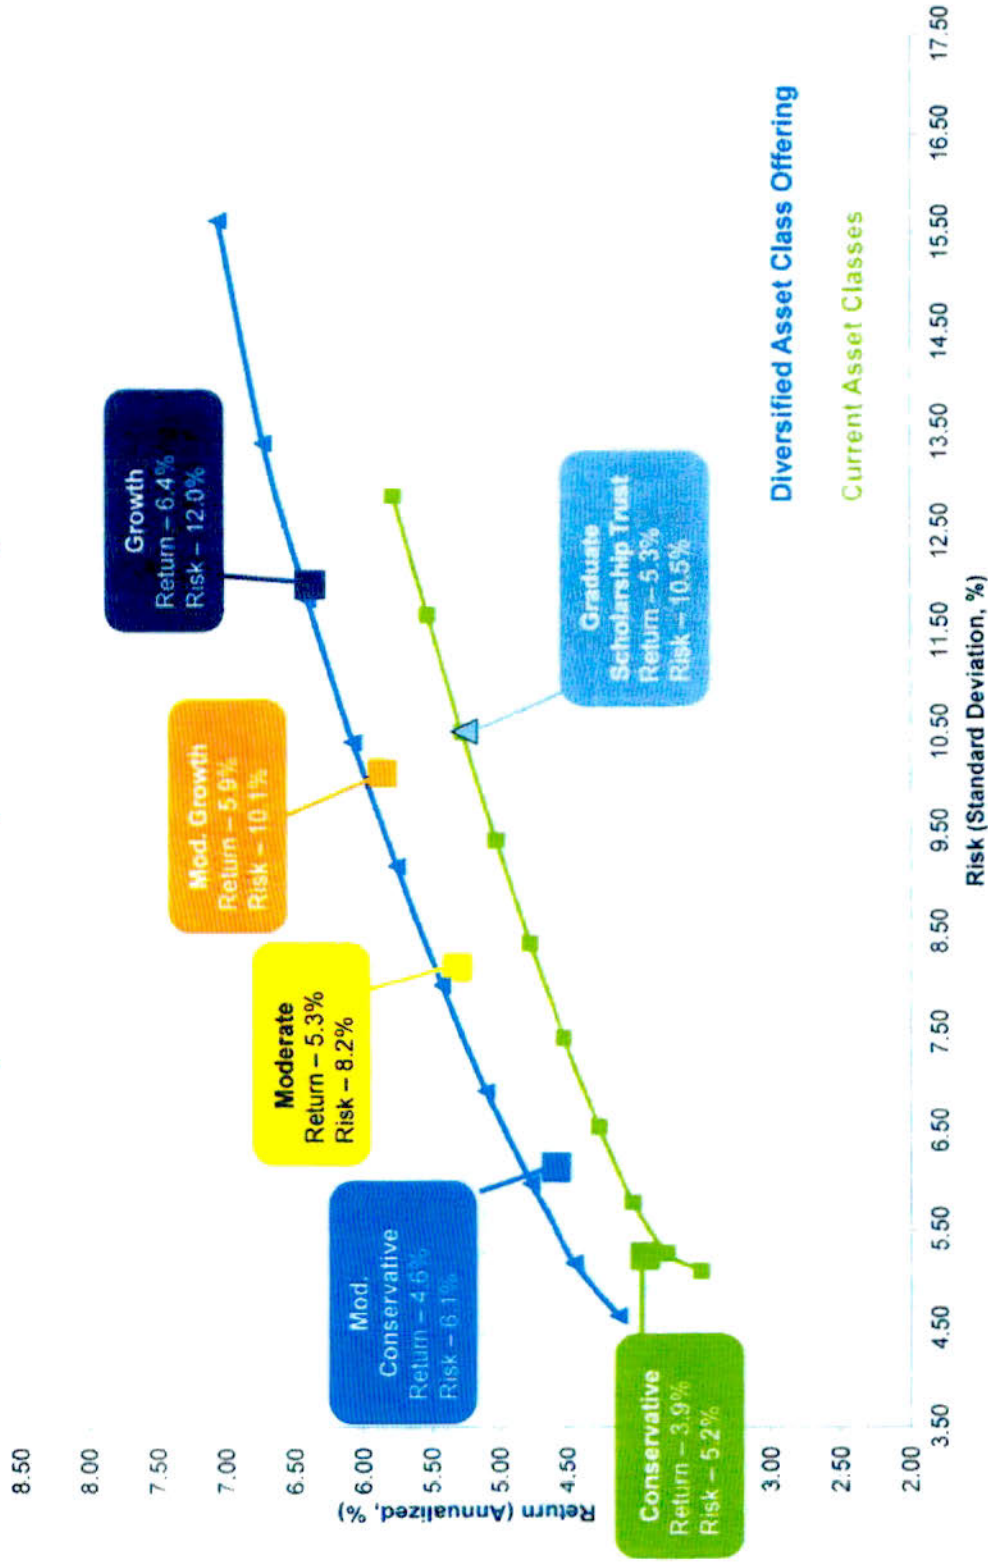 8.50
8.00
7.50
7.00
6.50
6.00
5.50
5.00
4.50
3.00
2.00
Return (Annualized, %)
Growth
Return – 6.4%
Risk – 12.0%
Mod. Growth
Return – 5.9%
Risk – 10.1%
Moderate
Return – 5.3%
Risk – 8.2%
Mod.
Conservative
Return – 4.6%
Risk – 6.1%
Conservative
Return – 3.9%
Risk – 5.2%
Graduate
Scholarship Trust
Return – 5.3%
Risk – 10.5%
Diversified Asset Class Offering
Current Asset Classes
3.50 4.50 5.50 6.50 7.50 8.50 9.50 10.50 11.50 12.50 13.50 14.50 15.50 16.50 17.50
Risk (Standard Deviation, %)